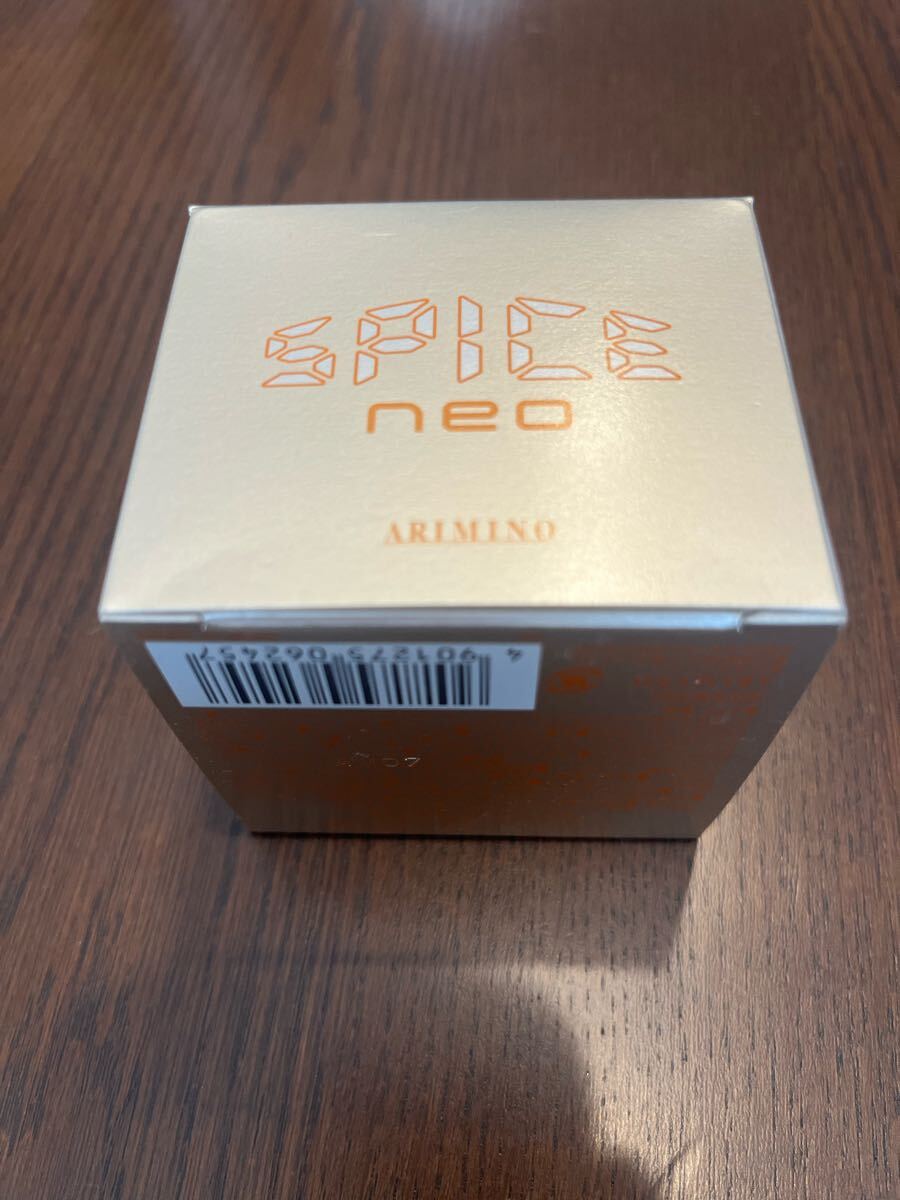 SPICE
neo
ARIMINO
4 901275 062457